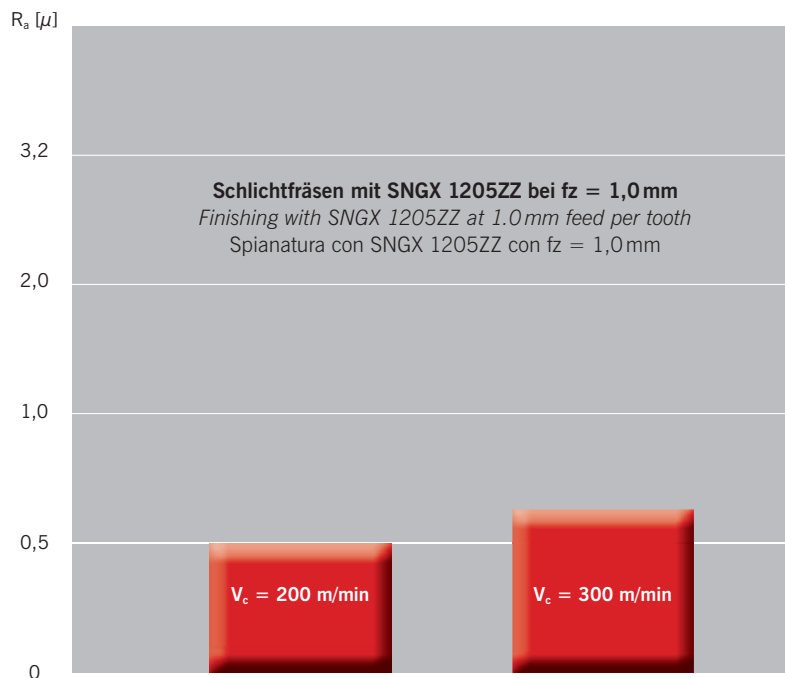 Rₐ [μ]
3,2
Schlichtfräsen mit SNGX 1205ZZ bei fz = 1,0 mm
Finishing with SNGX 1205ZZ at 1.0 mm feed per tooth
Spianatura con SNGX 1205ZZ con fz = 1,0 mm
2,0
1,0
0,5
V꜀ = 200 m/min
V꜀ = 300 m/min
0